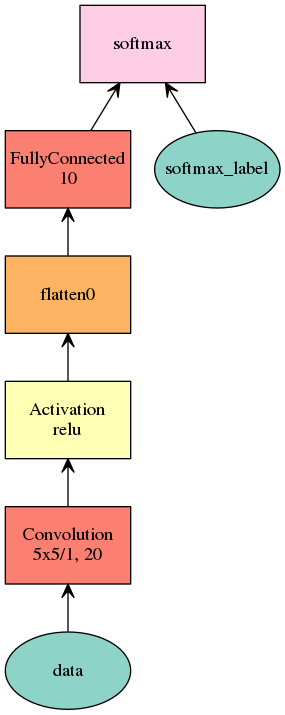 softmax
FullyConnected
10
softmax_label
flatten0
Activation
relu
Convolution
5x5/1, 20
data